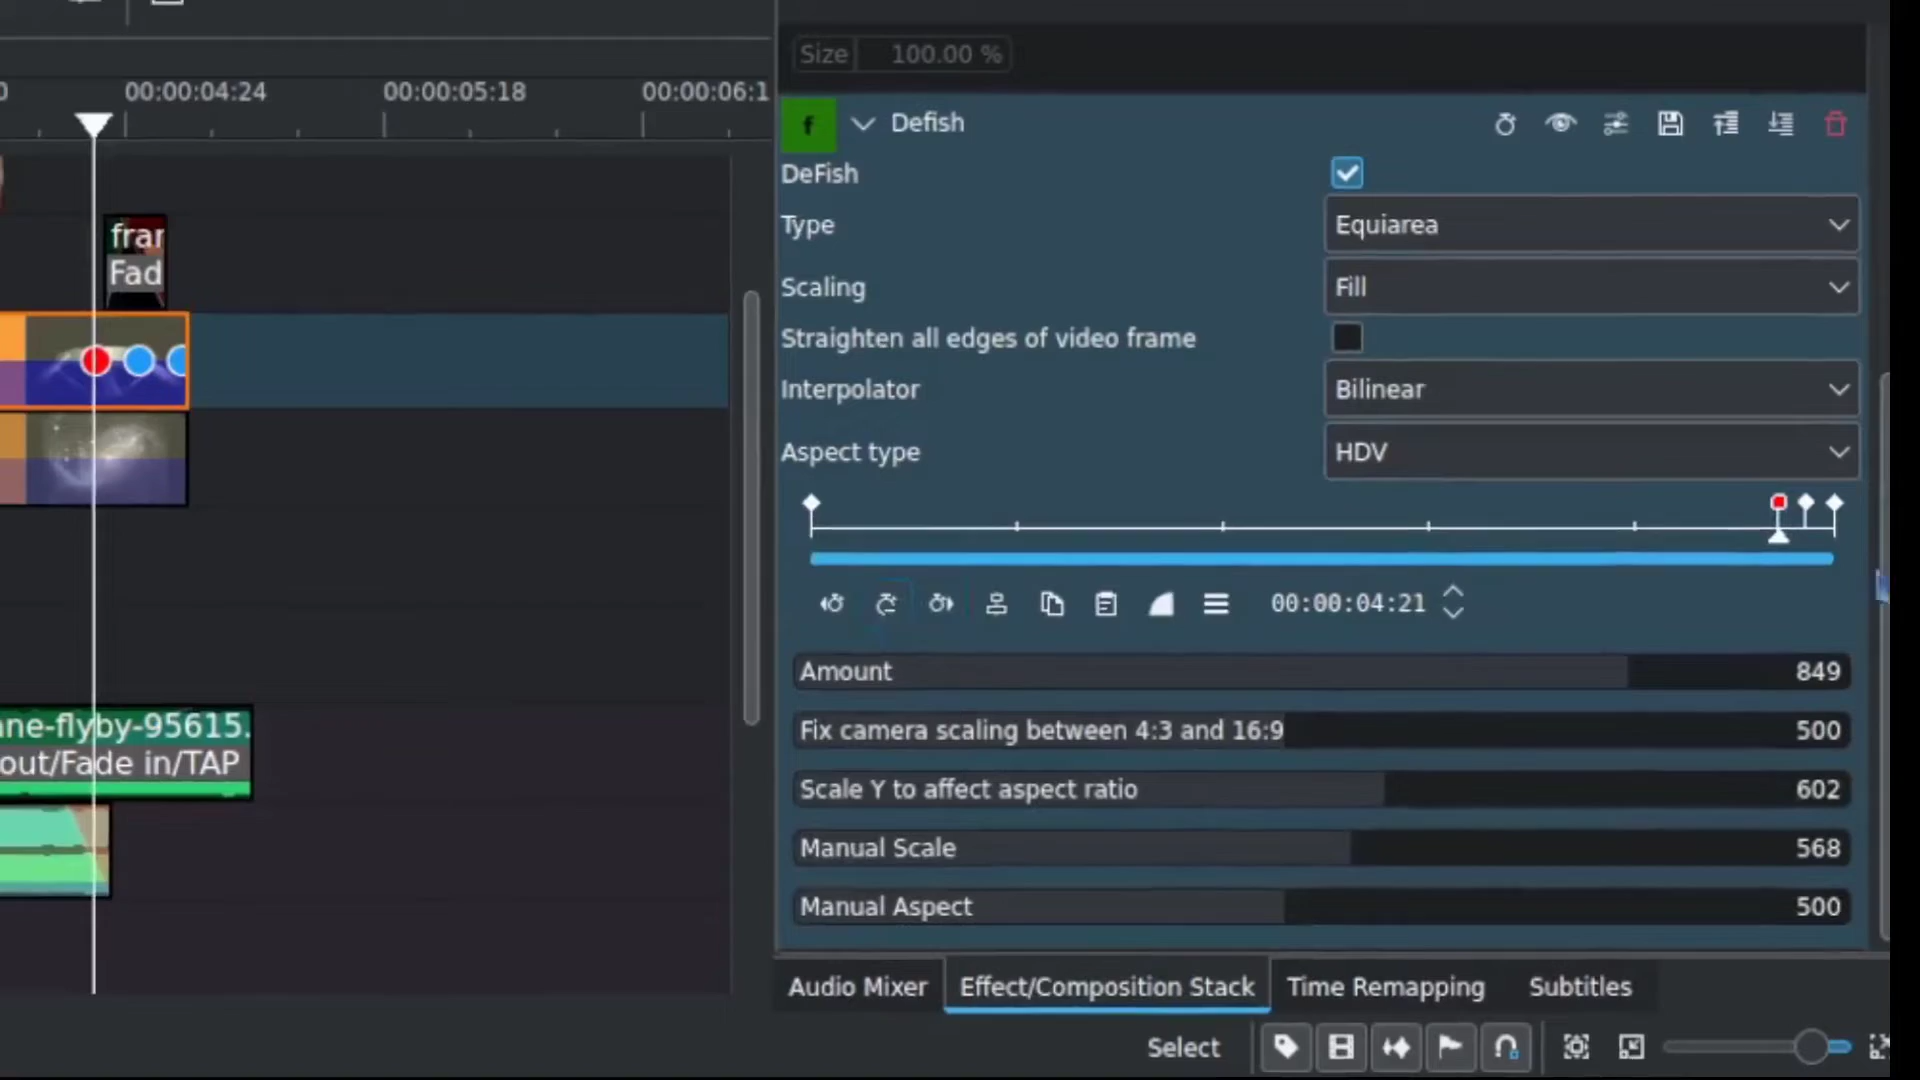 Size 100.00 %
00:00:04:24 00:00:05:18 00:00:06:1
f Defish
DeFish
Type Equiarea
Scaling Fill
Straighten all edges of video frame
Interpolator Bilinear
Aspect type HDV
00:00:04:21
Amount 849
Fix camera scaling between 4:3 and 16:9 500
Scale Y to affect aspect ratio 602
Manual Scale 568
Manual Aspect 500
fram
Fad
ne-flyby-95615.
out/Fade in/TAP
Audio Mixer Effect/Composition Stack Time Remapping Subtitles
Select